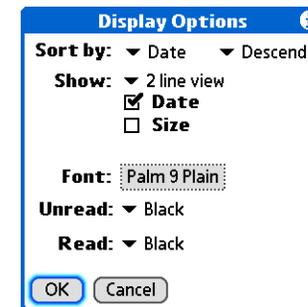 Display Options
Sort by: Date Descend
Show: 2 line view
Date
Size
Font: Palm 9 Plain
Unread: Black
Read: Black
OK Cancel